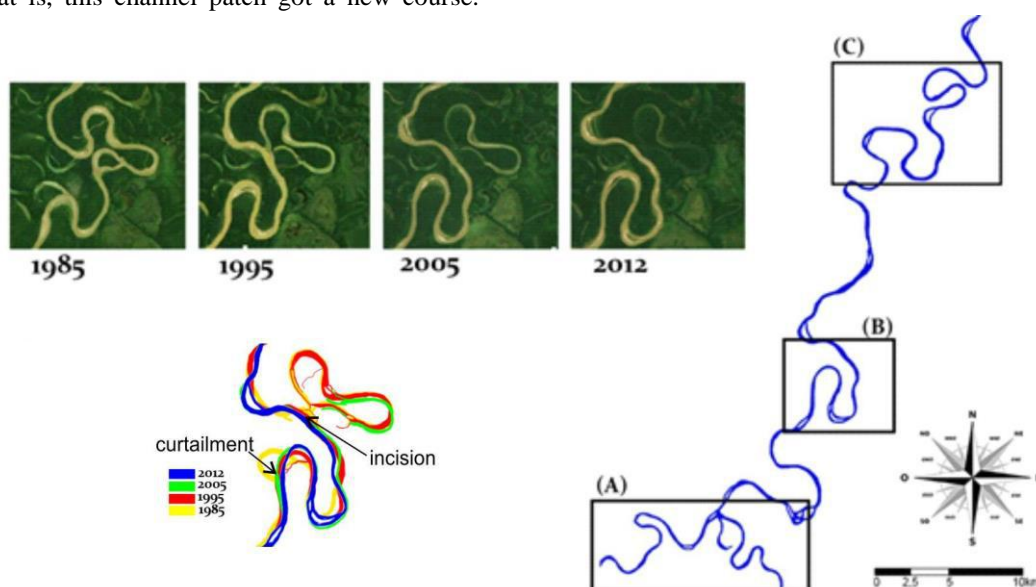 at is, this channel patch got a new course.
(C)
1985
1995
2005
2012
(B)
curtailment
incision
2012
2005
1995
1985
(A)
N
O
S
0 2.5 5 10km